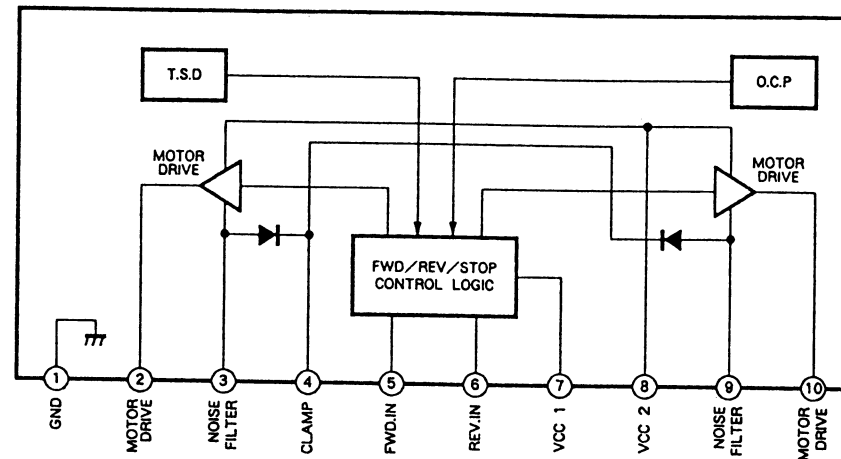 T.S.D
O.C.P
MOTOR
DRIVE
MOTOR
DRIVE
FWD/REV/STOP
CONTROL LOGIC
1
2
3
4
5
6
7
8
9
10
GND
MOTOR
DRIVE
NOISE
FILTER
CLAMP
FWD.IN
REV.IN
VCC 1
VCC 2
NOISE
FILTER
MOTOR
DRIVE